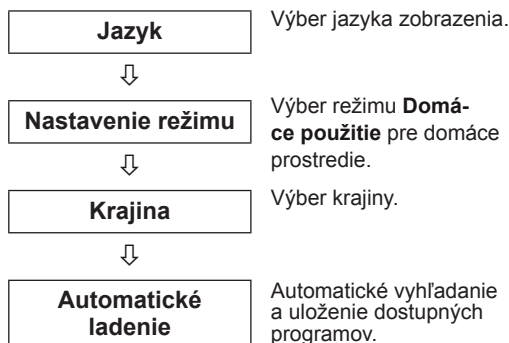 Jazyk
Výber jazyka zobrazenia.
Nastavenie režimu
Výber režimu Domá-
ce použitie pre domáce
prostredie.
Krajina
Výber krajiny.
Automatické
ladenie
Automatické vyhľadanie
a uloženie dostupných
programov.